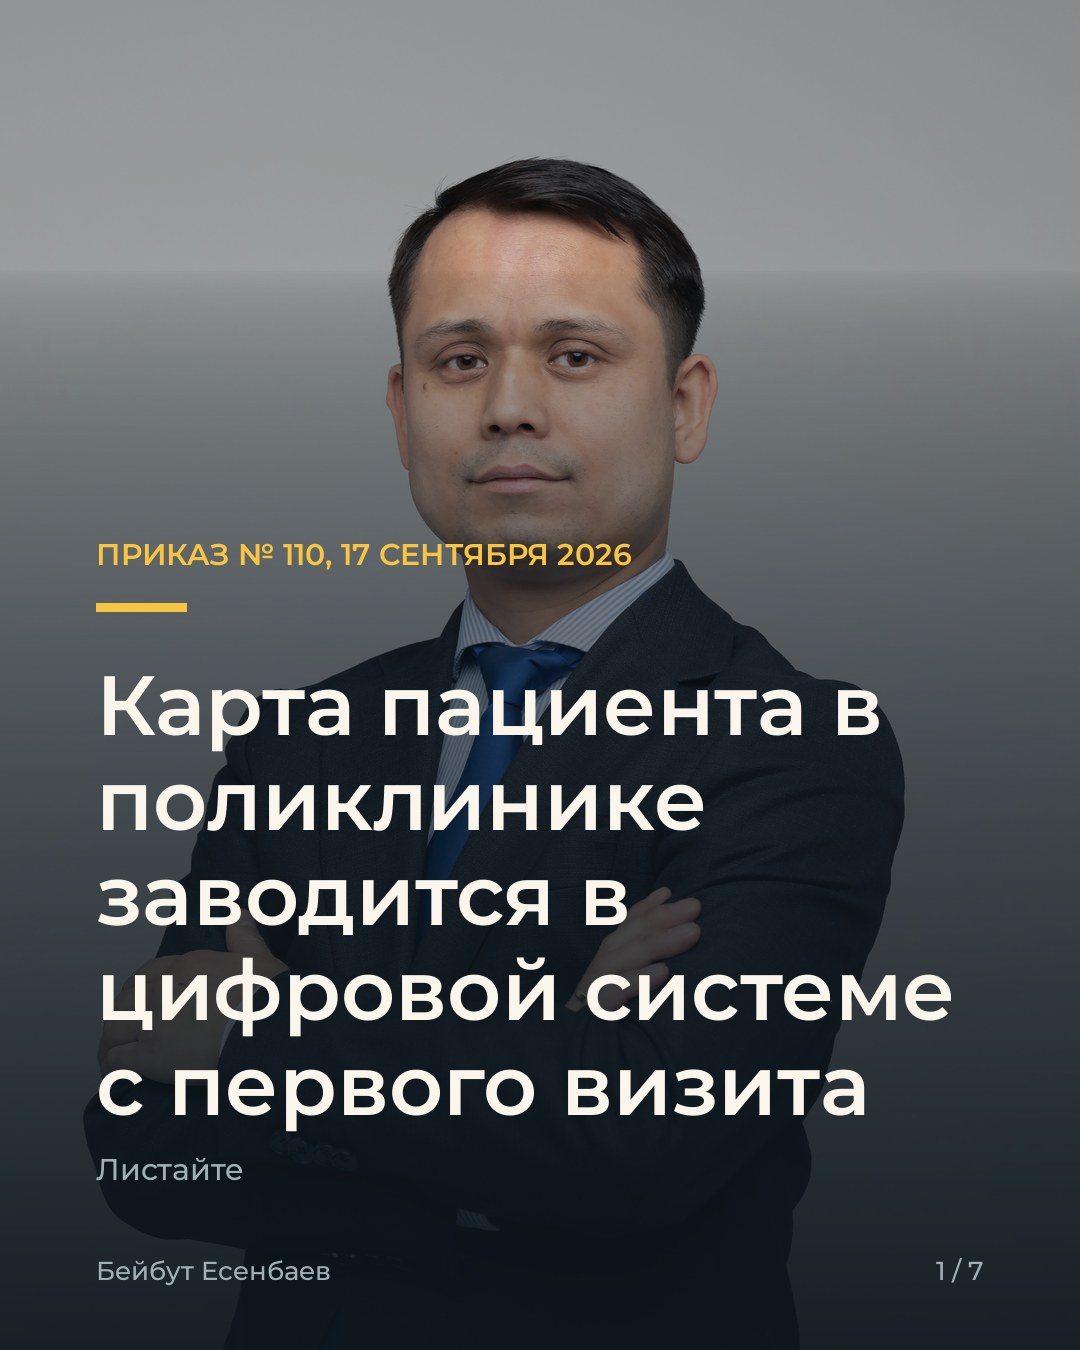 ПРИКАЗ № 110, 17 СЕНТЯБРЯ 2026
Карта пациента в
поликлинике
заводится в
цифровой системе
с первого визита
Листайте
Бейбут Есенбаев
1 / 7